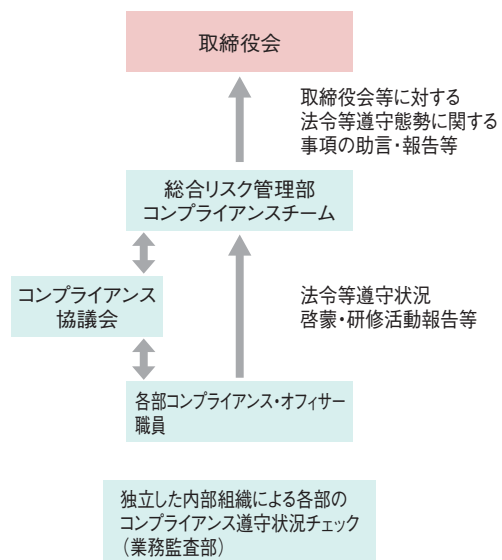 取締役会
取締役会等に対する
法令等遵守態勢に関する
事項の助言・報告等
総合リスク管理部
コンプライアンスチーム
コンプライアンス
協議会
法令等遵守状況
啓蒙・研修活動報告等
各部コンプライアンス・オフィサー
職員
独立した内部組織による各部の
コンプライアンス遵守状況チェック
（業務監査部）